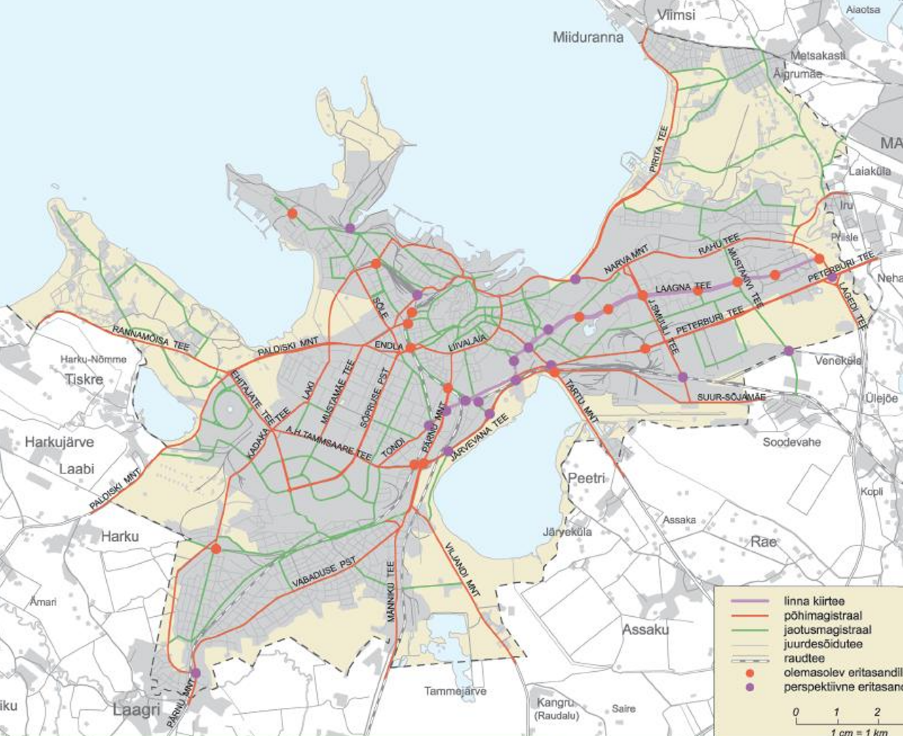 Viimsi
Aiaotsa
Miiduranna
Metsakasti
Äigrumäe
MA
PIRITA TEE
Laiaküla
Iru
Priisle
NARVA MNT
RAHU TEE
MUSTAKIVI TEE
PETERBURI TEE
Neha
LAAGNA TEE
LAGEDI TEE
J.SMUULI TEE
PETERBURI TEE
SÕLE
RANNAMÕISA TEE
PALDISKI MNT
ENDLA
LIIVALAIA
Harku-Nõmme
Tiskre
Veneküla
EHITAJATE TEE
LAKI
MUSTAMÄE TEE
SÕPRUSE PST
TARTU MNT
SUUR-SÕJAMÄE
Ülejõe
KADAKA TEE
A.H.TAMMSAARE TEE
TONDI
PÄRNU MNT
JÄRVEVANA TEE
Harkujärve
Soodevahe
Laabi
PALDISKI MNT
Peetri
Kopli
Assaka
Harku
Järveküla
Rae
VABADUSE PST
MÄNNIKU TEE
VILJANDI MNT
Ämari
Assaku
linna kiirtee
põhimagistraal
jaotusmagistraal
juurdesõidutee
raudtee
olemasolev eritasandil
perspektiivne eritasand
Tammejärve
Kangru
(Raudalu)
Saire
iku
Laagri
PÄRNU MNT
0 1 2
1 cm = 1 km